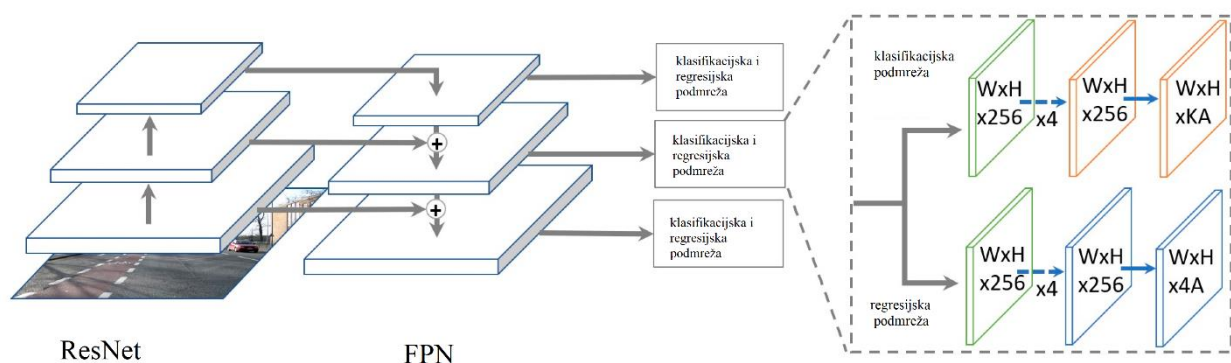 klasifikacijska i
regresijska
podmreža
klasifikacijska i
regresijska
podmreža
klasifikacijska i
regresijska
podmreža
ResNet
FPN
klasifikacijska
podmreža
WxH
x256
x4
WxH
x256
WxH
xKA
regresijska
podmreža
WxH
x256
x4
WxH
x256
WxH
x4A
+
+